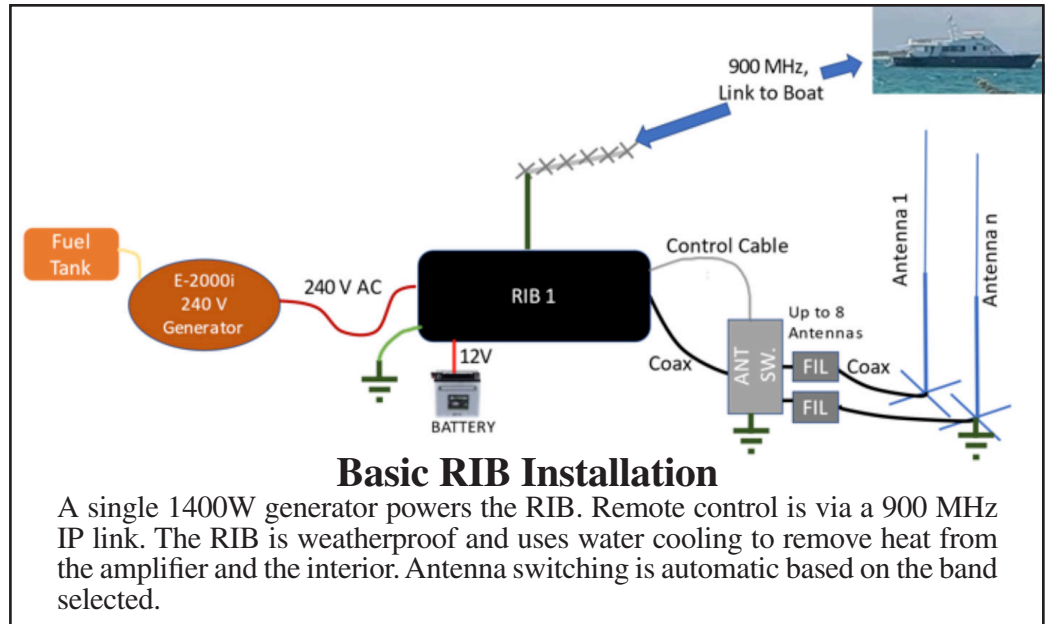 900 MHz,
Link to Boat
Fuel
Tank
E-2000i
240 V
Generator
240 V AC
RIB 1
12V
BATTERY
Control Cable
Coax
ANT
SW.
Up to 8
Antennas
FIL
FIL
Coax
Antenna 1
Antenna n
Basic RIB Installation
A single 1400W generator powers the RIB. Remote control is via a 900 MHz
IP link. The RIB is weatherproof and uses water cooling to remove heat from
the amplifier and the interior. Antenna switching is automatic based on the band
selected.